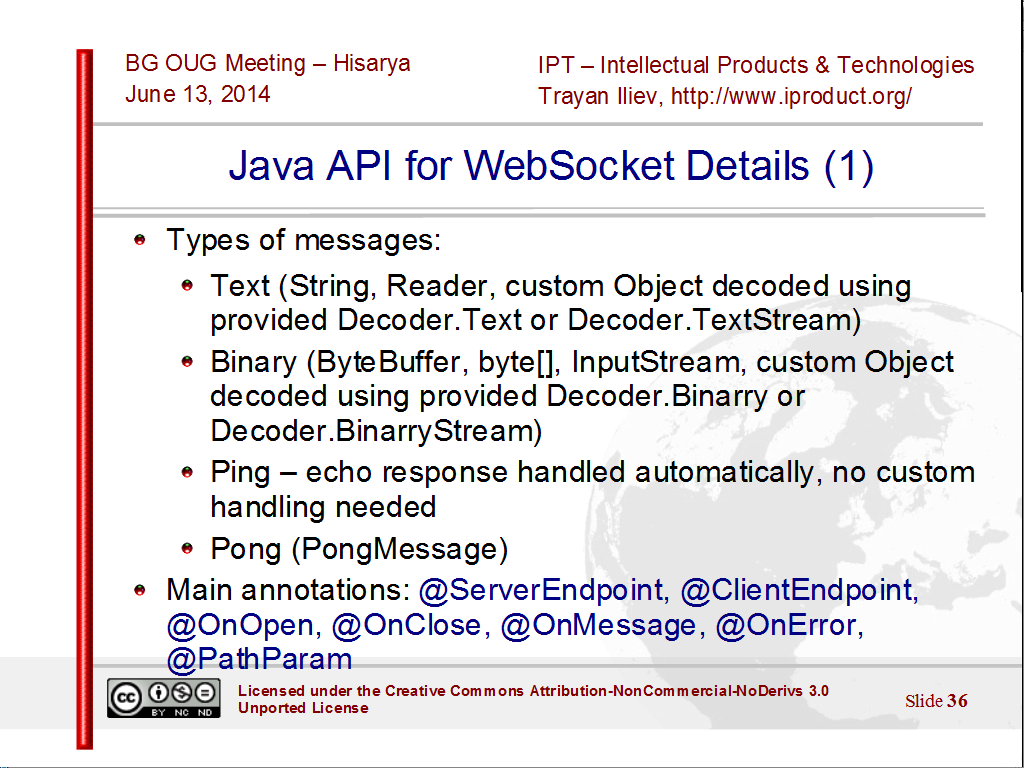 BG OUG Meeting – Hisarya
June 13, 2014
IPT – Intellectual Products & Technologies
Trayan Iliev, http://www.iproduct.org/
Java API for WebSocket Details (1)
Types of messages:
Text (String, Reader, custom Object decoded using
provided Decoder.Text or Decoder.TextStream)
Binary (ByteBuffer, byte[], InputStream, custom Object
decoded using provided Decoder.Binarry or
Decoder.BinarryStream)
Ping – echo response handled automatically, no custom
handling needed
Pong (PongMessage)
Main annotations: @ServerEndpoint, @ClientEndpoint,
@OnOpen, @OnClose, @OnMessage, @OnError,
@PathParam
cc BY NC ND
Licensed under the Creative Commons Attribution-NonCommercial-NoDerivs 3.0
Unported License
Slide 36